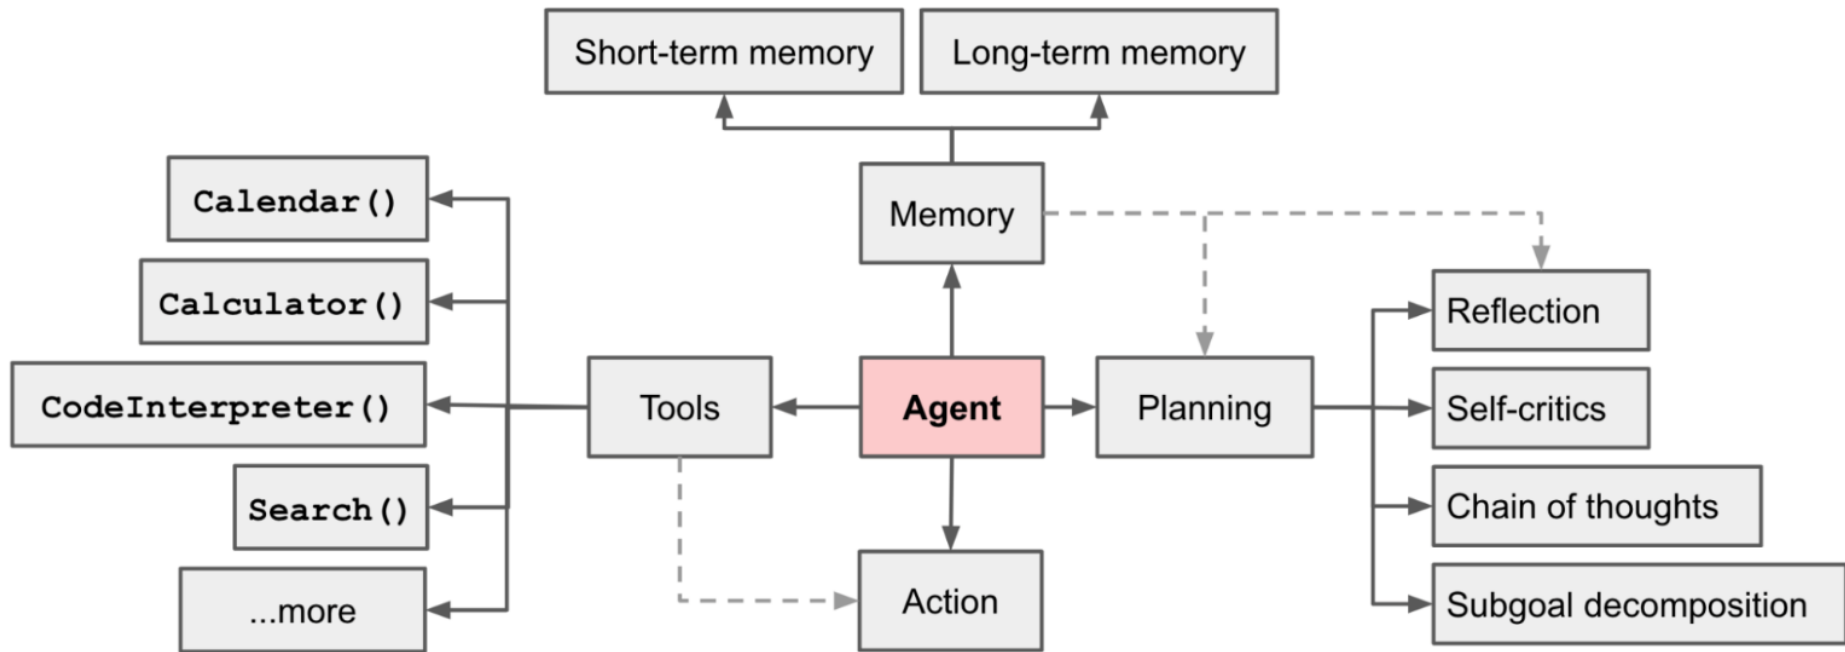 Short-term memory
Long-term memory
Calendar()
Memory
Calculator()
Reflection
CodeInterpreter()
Tools
Agent
Planning
Self-critics
Search()
Chain of thoughts
...more
Action
Subgoal decomposition